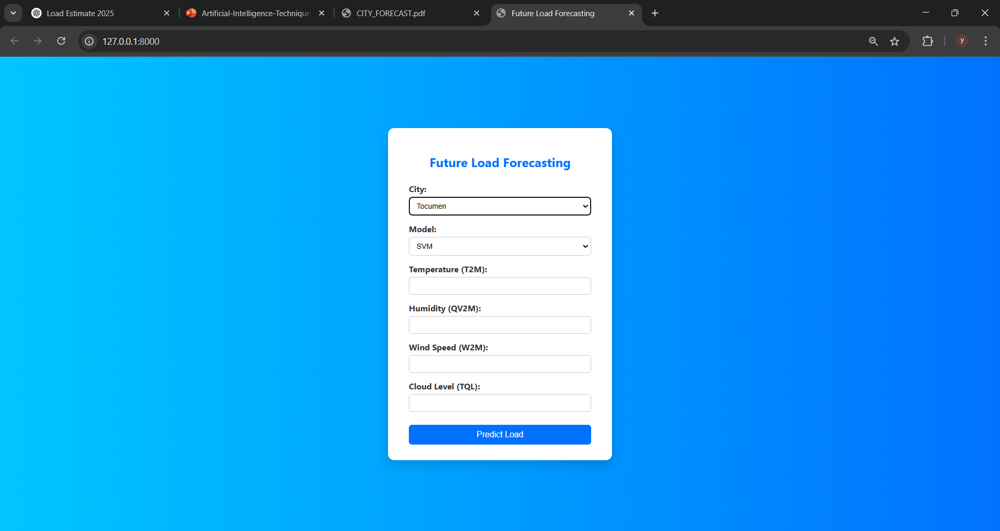 Load Estimate 2025
Artificial-Intelligence-Technique
CITY_FORECAST.pdf
Future Load Forecasting
127.0.0.1:8000
y
Future Load Forecasting
City:
Tocumen
Model:
SVM
Temperature (T2M):
Humidity (QV2M):
Wind Speed (W2M):
Cloud Level (TQL):
Predict Load